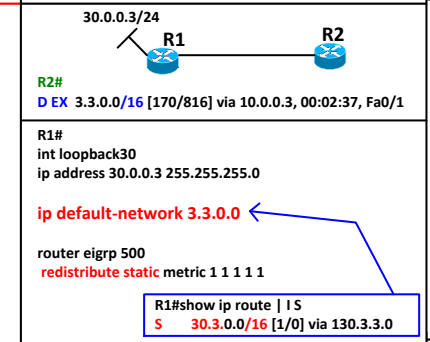 30.0.0.3/24
R1
R2
R2#
D EX 3.3.0.0/16 [170/816] via 10.0.0.3, 00:02:37, Fa0/1
R1#
int loopback30
ip address 30.0.0.3 255.255.255.0
ip default-network 3.3.0.0
router eigrp 500
redistribute static metric 1 1 1 1 1
R1#show ip route | I S
S 30.3.0.0/16 [1/0] via 130.3.3.0